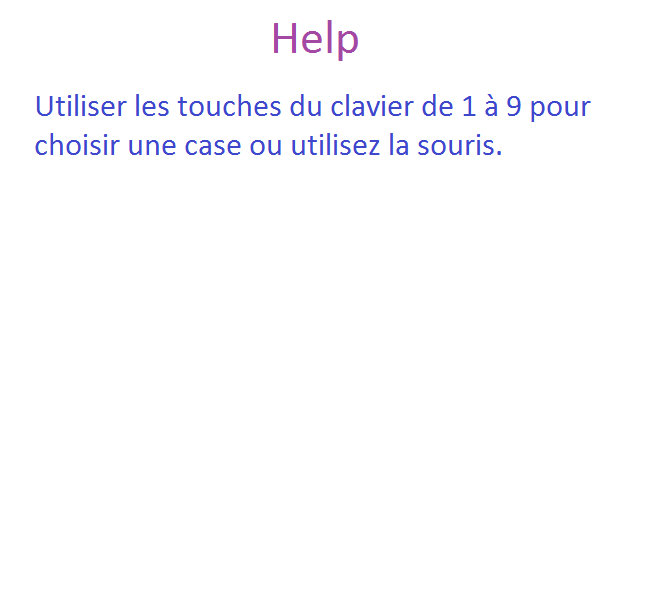 Help
Utiliser les touches du clavier de 1 à 9 pour
choisir une case ou utilisez la souris.